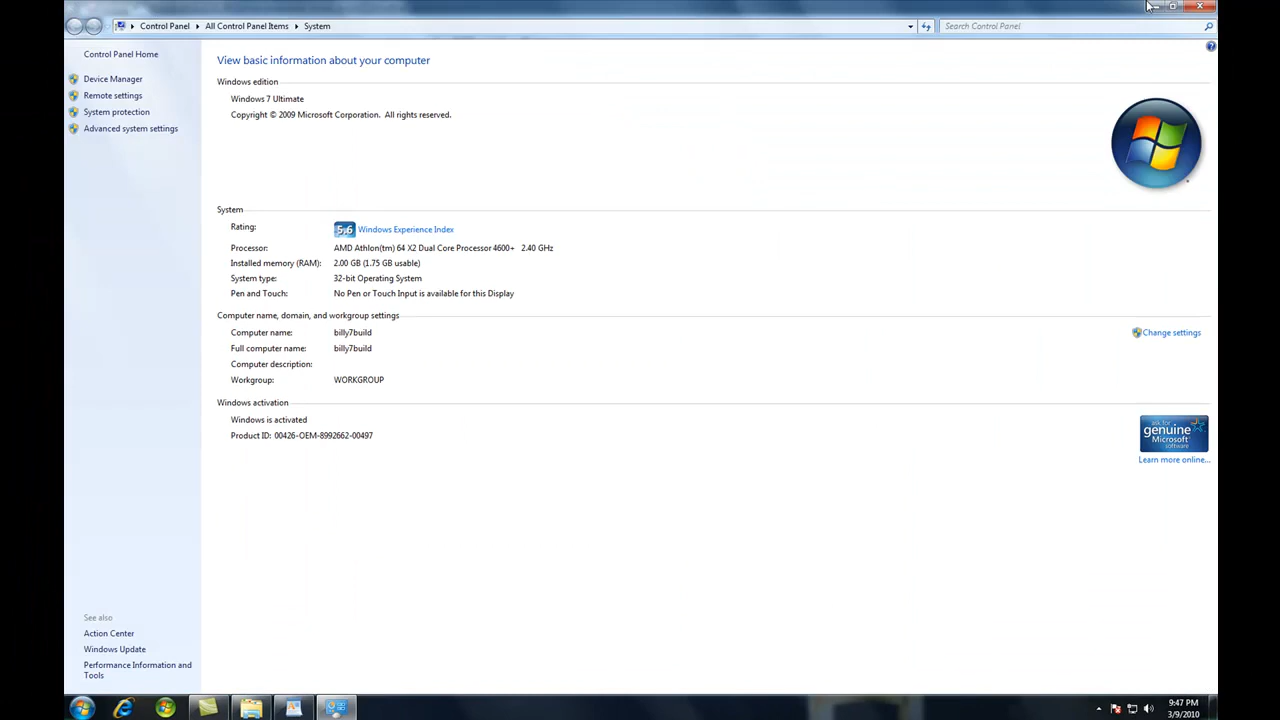 Control Panel ▸ All Control Panel Items ▸ System
Search Control Panel
Control Panel Home
Device Manager
Remote settings
System protection
Advanced system settings
See also
Action Center
Windows Update
Performance Information and
Tools
View basic information about your computer
Windows edition
Windows 7 Ultimate
Copyright © 2009 Microsoft Corporation. All rights reserved.
System
Rating: 5.6 Windows Experience Index
Processor: AMD Athlon(tm) 64 X2 Dual Core Processor 4600+ 2.40 GHz
Installed memory (RAM): 2.00 GB (1.75 GB usable)
System type: 32-bit Operating System
Pen and Touch: No Pen or Touch Input is available for this Display
Computer name, domain, and workgroup settings
Computer name: billy7build
Change settings
Full computer name: billy7build
Computer description:
Workgroup: WORKGROUP
Windows activation
Windows is activated
Product ID: 00426-OEM-8992662-00497
ask for
genuine
Microsoft
software
Learn more online...
9:47 PM
3/9/2010